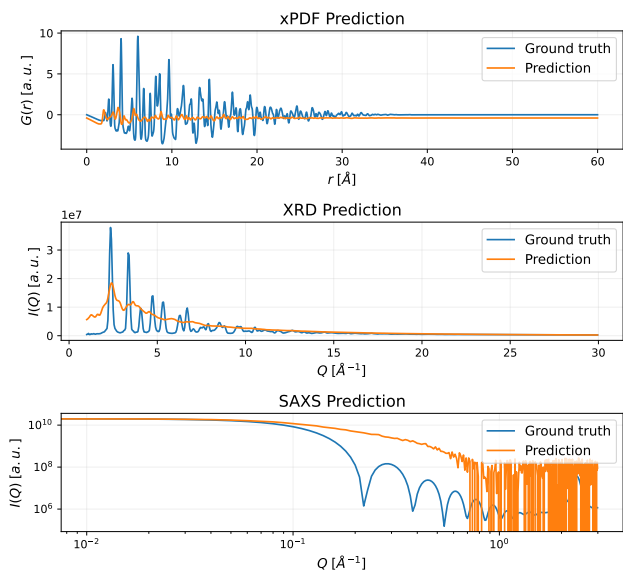 xPDF Prediction
10
5
0
G(r) [a. u.]
Ground truth
Prediction
0
10
20
30
40
50
60
r [Å]
XRD Prediction
1e7
3
2
1
0
I(Q) [a. u.]
Ground truth
Prediction
0
5
10
15
20
25
30
Q [Å⁻¹]
SAXS Prediction
10¹⁰
10⁸
10⁶
I(Q) [a. u.]
Ground truth
Prediction
10⁻²
10⁻¹
10⁰
Q [Å⁻¹]